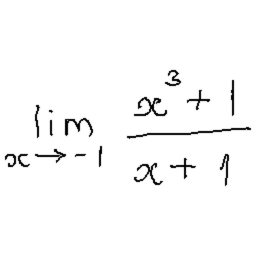 lim x→-1 (x³ + 1)/(x + 1)